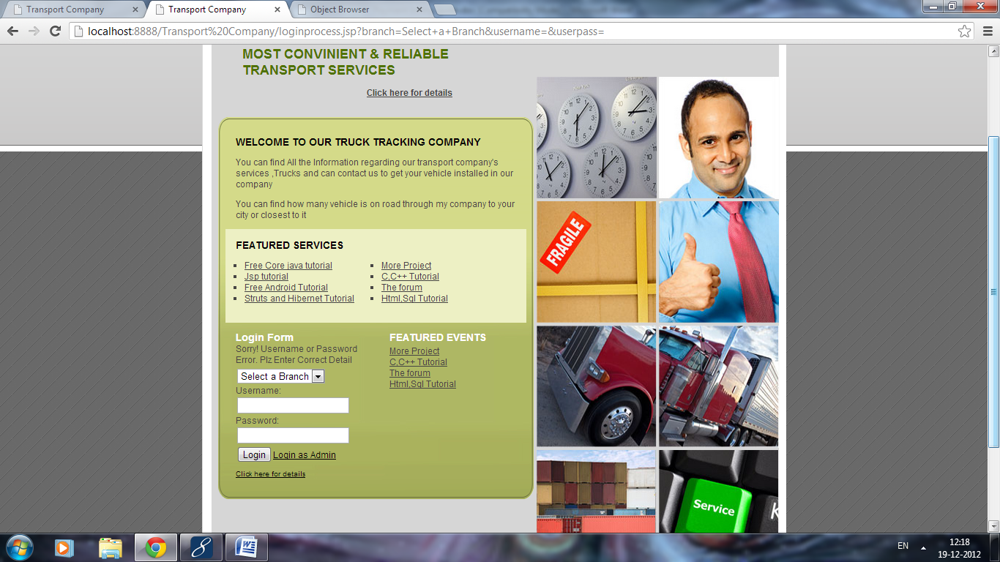 Transport Company
Transport Company
Object Browser
localhost:8888/Transport%20Company/loginprocess.jsp?branch=Select+a+Branch&username=&userpass=
MOST CONVINIENT & RELIABLE
TRANSPORT SERVICES
Click here for details
WELCOME TO OUR TRUCK TRACKING COMPANY
You can find All the Information regarding our transport company's
services ,Trucks and can contact us to get your vehicle installed in our
company
You can find how many vehicle is on road through my company to your
city or closest to it
FEATURED SERVICES
Free Core java tutorial
Jsp tutorial
Free Android Tutorial
Struts and Hibernet Tutorial
More Project
C,C++ Tutorial
The forum
Html,Sql Tutorial
Login Form
Sorry! Username or Password
Error. Plz Enter Correct Detail
Select a Branch
Username:
Password:
Login Login as Admin
Click here for details
FEATURED EVENTS
More Project
C,C++ Tutorial
The forum
Html,Sql Tutorial
FRAGILE
Service
K
EN
12:18
19-12-2012